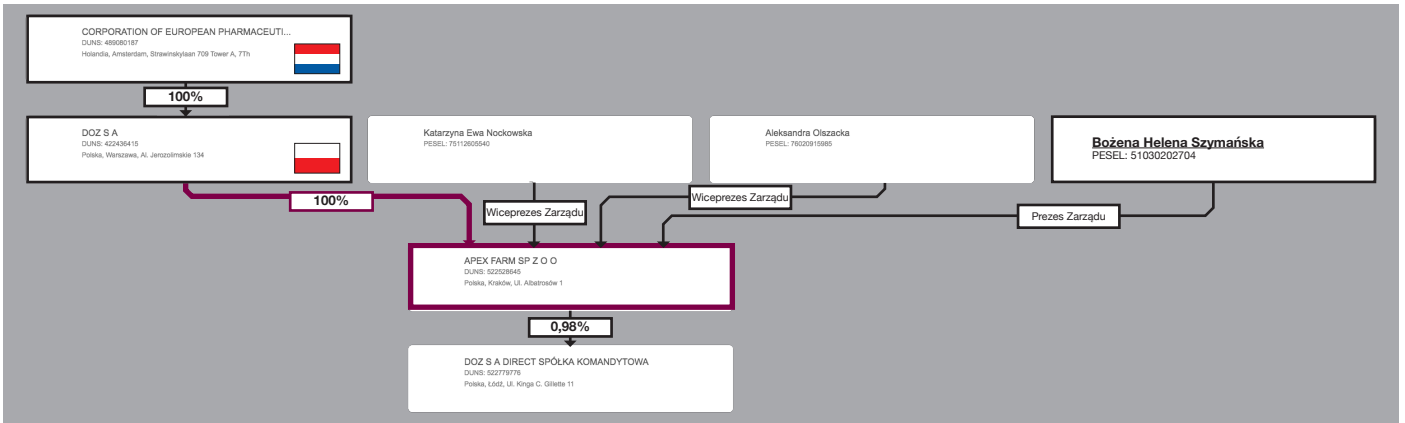 CORPORATION OF EUROPEAN PHARMACEUTI...
DUNS: 489080187
Holandia, Amsterdam, Strawinskylaan 709 Tower A, 7Th
100%
DOZ S A
DUNS: 422436415
Polska, Warszawa, Al. Jerozolimskie 134
Katarzyna Ewa Nockowska
PESEL: 75112605540
Aleksandra Olszacka
PESEL: 76020915985
Bożena Helena Szymańska
PESEL: 51030202704
100%
Wiceprezes Zarządu
Wiceprezes Zarządu
Prezes Zarządu
APEX FARM SP Z O O
DUNS: 522528645
Polska, Kraków, Ul. Albatrosów 1
0,98%
DOZ S A DIRECT SPÓŁKA KOMANDYTOWA
DUNS: 522779776
Polska, Łódź, Ul. Kinga C. Gillette 11